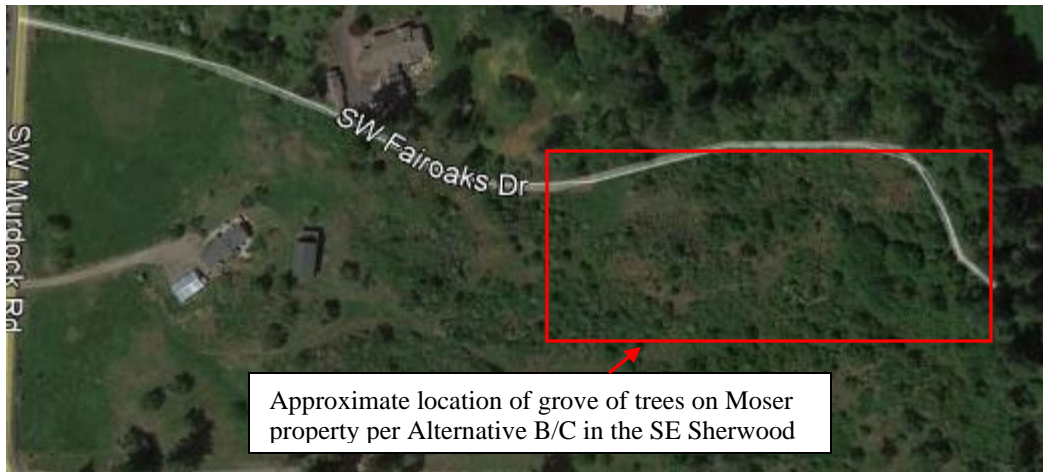 SW Fairoaks Dr
SW Murdock Rd
Approximate location of grove of trees on Moser
property per Alternative B/C in the SE Sherwood